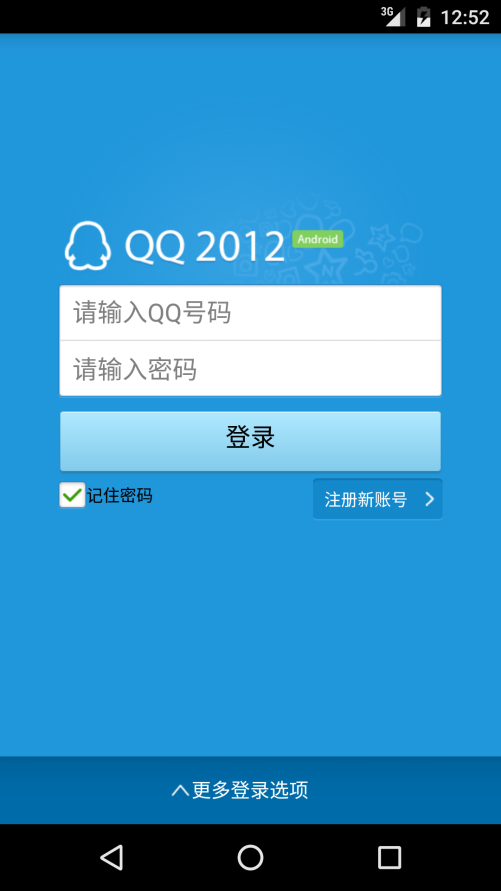 3G 12:52
QQ 2012 Android
请输入QQ号码
请输入密码
登录
记住密码 注册新账号
更多登录选项